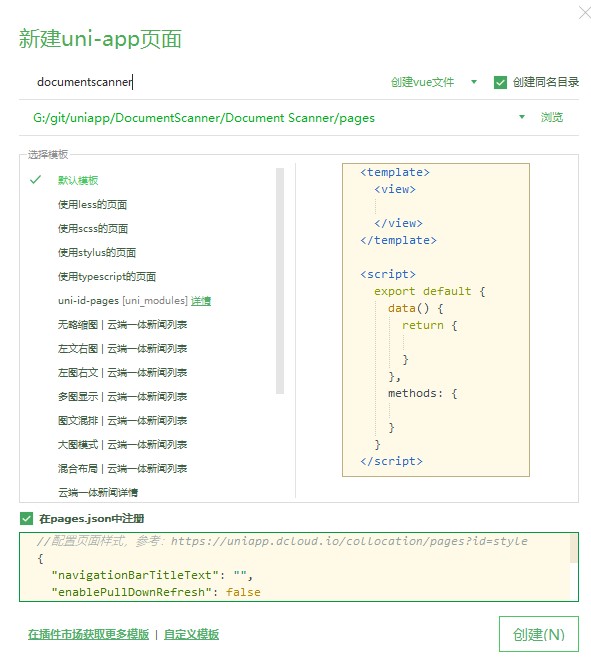 新建uni-app页面
documentscanner
创建vue文件
创建同名目录
G:/git/uniapp/DocumentScanner/Document Scanner/pages
浏览
选择模板
默认模板
使用less的页面
使用scss的页面
使用stylus的页面
使用typescript的页面
uni-id-pages [uni_modules] 详情
无略缩图 | 云端一体新闻列表
左文右图 | 云端一体新闻列表
左图右文 | 云端一体新闻列表
多图显示 | 云端一体新闻列表
图文混排 | 云端一体新闻列表
大图模式 | 云端一体新闻列表
混合布局 | 云端一体新闻列表
云端一体新闻详情
<template>
<view>
</view>
</template>
<script>
export default {
data() {
return {
}
},
methods: {
}
}
</script>
在pages.json中注册
//配置页面样式，参考：https://uniapp.dcloud.io/collocation/pages?id=style
{
"navigationBarTitleText": "",
"enablePullDownRefresh": false
在插件市场获取更多模版 | 自定义模板
创建(N)